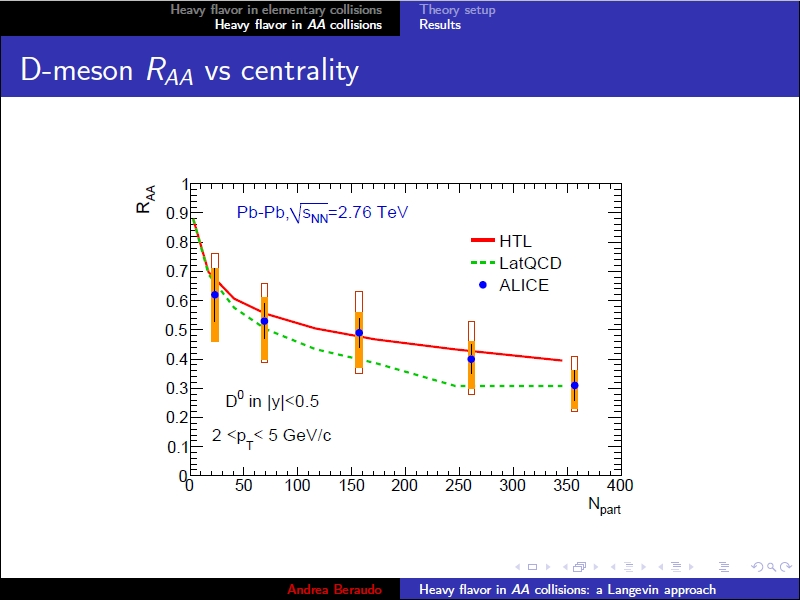 Heavy flavor in elementary collisions
Heavy flavor in AA collisions
Theory setup
Results
D-meson R_AA vs centrality
R_AA
1
0.9
0.8
0.7
0.6
0.5
0.4
0.3
0.2
0.1
0
Pb-Pb,√s_NN=2.76 TeV
HTL
LatQCD
ALICE
D^0 in |y|<0.5
2 <p_T< 5 GeV/c
0 50 100 150 200 250 300 350 400
N_part
Andrea Beraudo
Heavy flavor in AA collisions: a Langevin approach